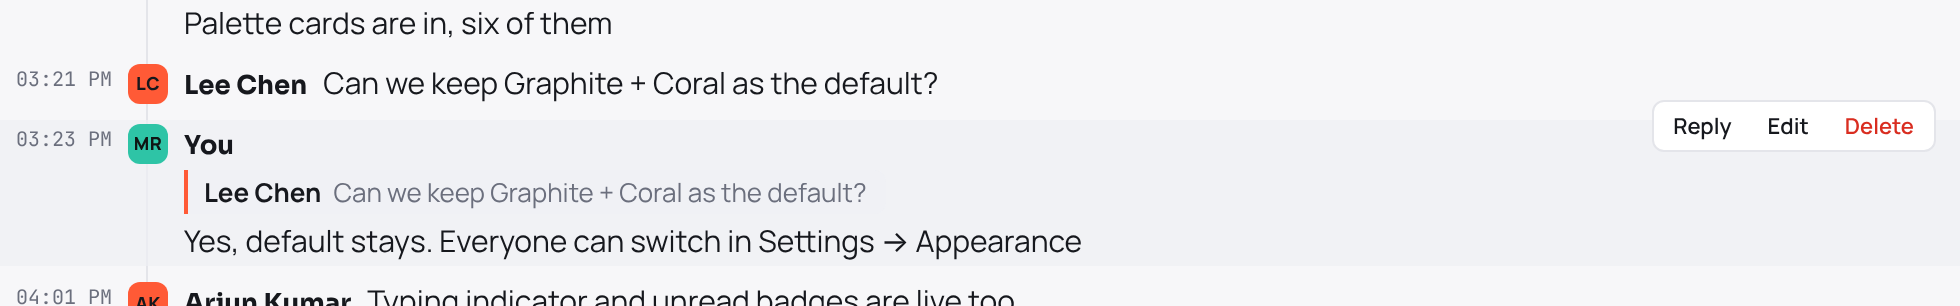 Palette cards are in, six of them
03:21 PM LC Lee Chen Can we keep Graphite + Coral as the default?
Reply Edit Delete
03:23 PM MR You
Lee Chen Can we keep Graphite + Coral as the default?
Yes, default stays. Everyone can switch in Settings → Appearance
04:01 PM AK Arjun Kumar Typing indicator and unread badges are live too